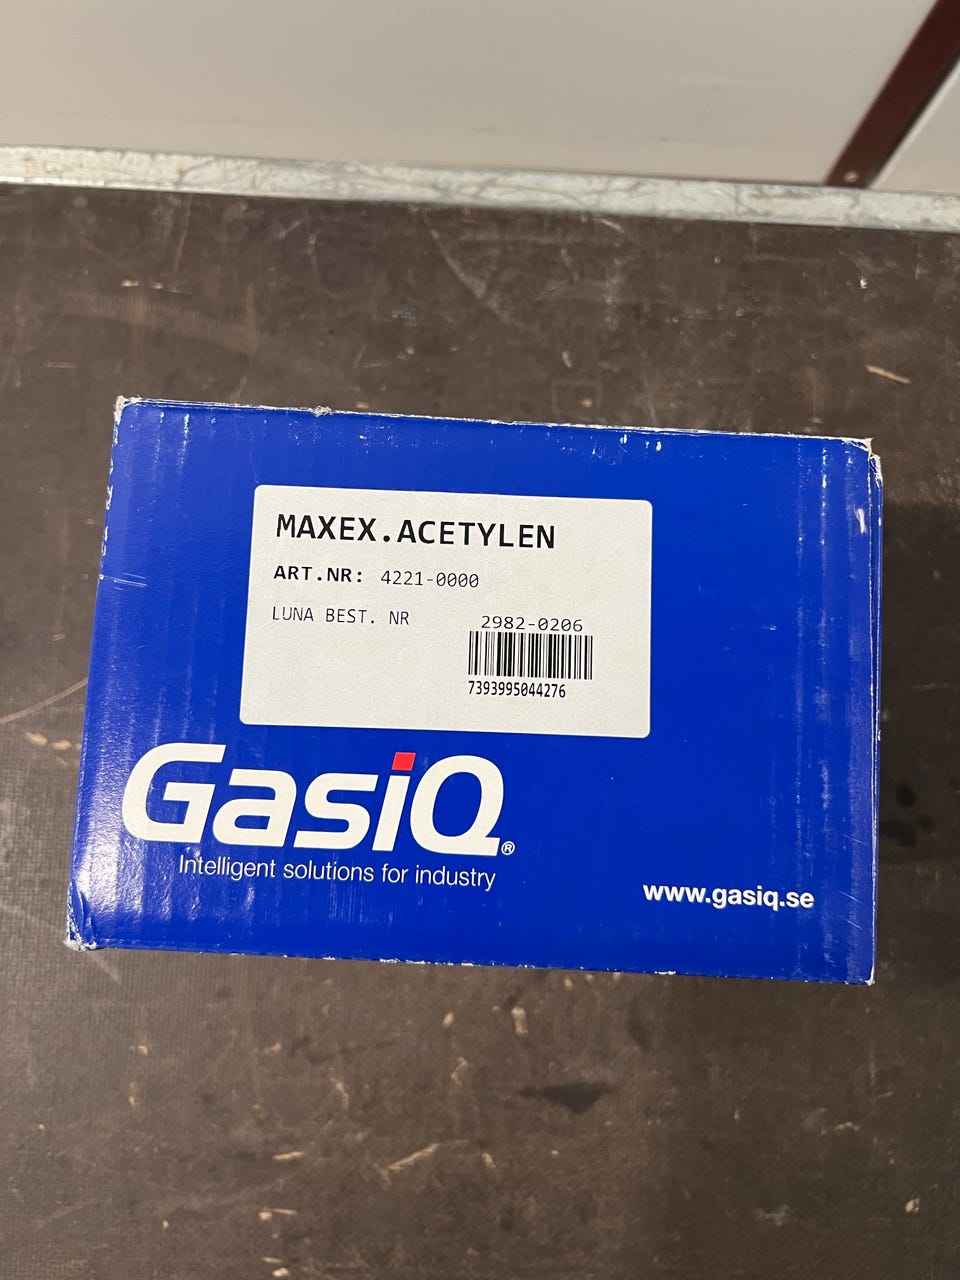 MAXEX.ACETYLEN
ART.NR: 4221-0000
LUNA BEST. NR 2982-0206
7393995044276
GasiQ®
Intelligent solutions for industry
www.gasiq.se